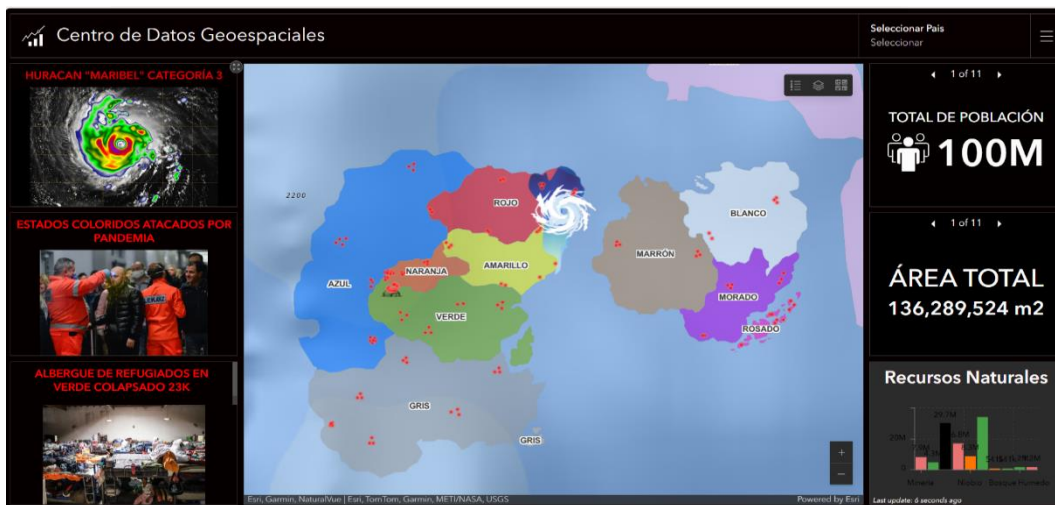 Centro de Datos Geoespaciales
Seleccionar Pais
Seleccionar
HURACAN "MARIBEL" CATEGORÍA 3
ESTADOS COLORIDOS ATACADOS POR
PANDEMIA
ALBERGUE DE REFUGIADOS EN
VERDE COLAPSADO 23K
2200
ROJO
BLANCO
MARRÓN
AMARILLO
NARANJA
AZUL
MORADO
VERDE
ROSADO
GRIS
GRIS
Esri, Garmin, NaturalVue | Esri, TomTom, Garmin, METI/NASA, USGS
Powered by Esri
1 of 11
TOTAL DE POBLACIÓN
100M
1 of 11
ÁREA TOTAL
136,289,524 m2
Recursos Naturales
20M
0
Mineria
Bosque Humedo
Last update: 6 seconds ago